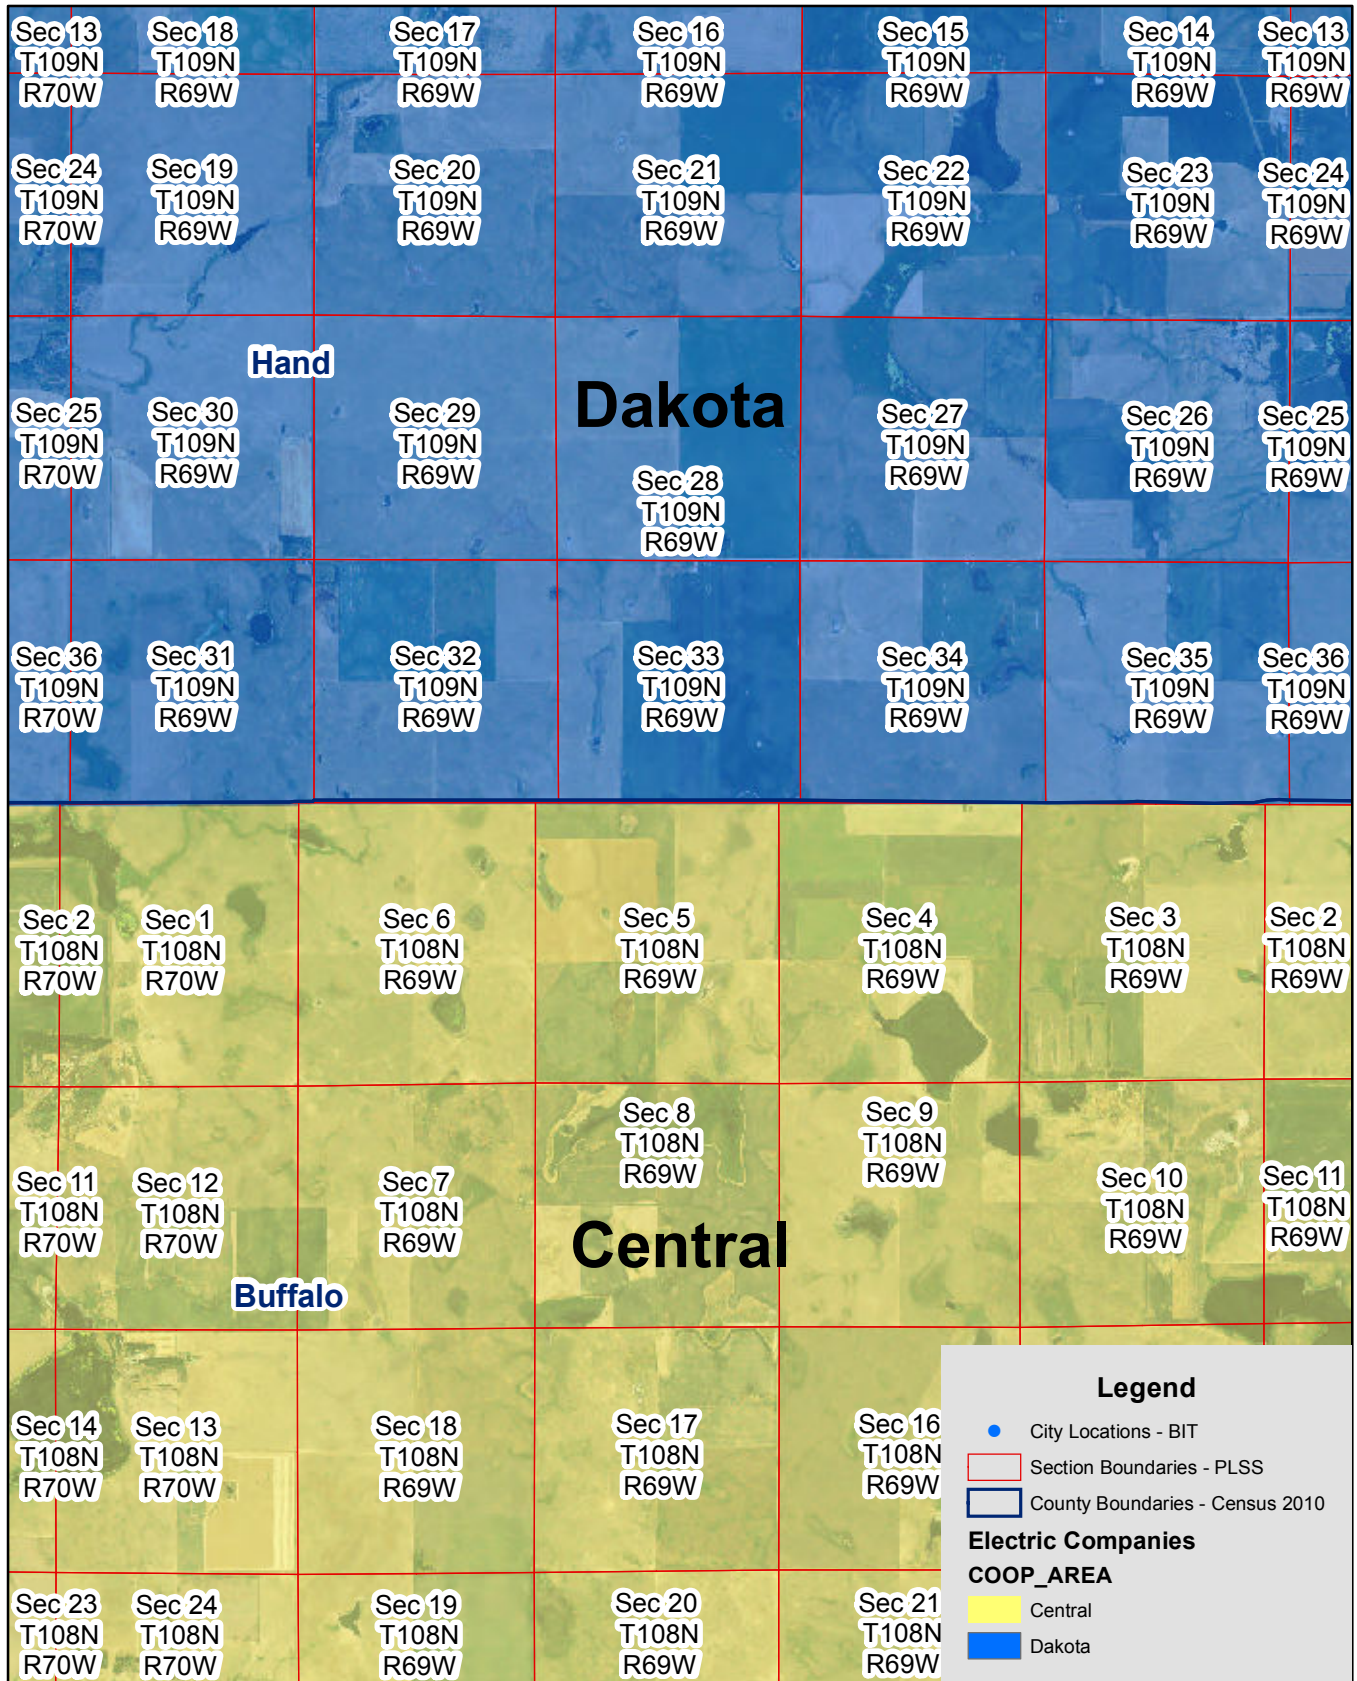 Sec 13
T109N
R70W
Sec 18
T109N
R69W
Sec 17
T109N
R69W
Sec 16
T109N
R69W
Sec 15
T109N
R69W
Sec 14
T109N
R69W
Sec 13
T109N
R69W
Sec 24
T109N
R70W
Sec 19
T109N
R69W
Sec 20
T109N
R69W
Sec 21
T109N
R69W
Sec 22
T109N
R69W
Sec 23
T109N
R69W
Sec 24
T109N
R69W
Hand
Dakota
Sec 25
T109N
R70W
Sec 30
T109N
R69W
Sec 29
T109N
R69W
Sec 28
T109N
R69W
Sec 27
T109N
R69W
Sec 26
T109N
R69W
Sec 25
T109N
R69W
Sec 36
T109N
R70W
Sec 31
T109N
R69W
Sec 32
T109N
R69W
Sec 33
T109N
R69W
Sec 34
T109N
R69W
Sec 35
T109N
R69W
Sec 36
T109N
R69W
Sec 2
T108N
R70W
Sec 1
T108N
R70W
Sec 6
T108N
R69W
Sec 5
T108N
R69W
Sec 4
T108N
R69W
Sec 3
T108N
R69W
Sec 2
T108N
R69W
Sec 11
T108N
R70W
Sec 12
T108N
R70W
Sec 7
T108N
R69W
Sec 8
T108N
R69W
Sec 9
T108N
R69W
Sec 10
T108N
R69W
Sec 11
T108N
R69W
Central
Buffalo
Sec 14
T108N
R70W
Sec 13
T108N
R70W
Sec 18
T108N
R69W
Sec 17
T108N
R69W
Sec 16
T108N
R69W
Sec 23
T108N
R70W
Sec 24
T108N
R70W
Sec 19
T108N
R69W
Sec 20
T108N
R69W
Sec 21
T108N
R69W
Legend
City Locations - BIT
Section Boundaries - PLSS
County Boundaries - Census 2010
Electric Companies
COOP_AREA
Central
Dakota